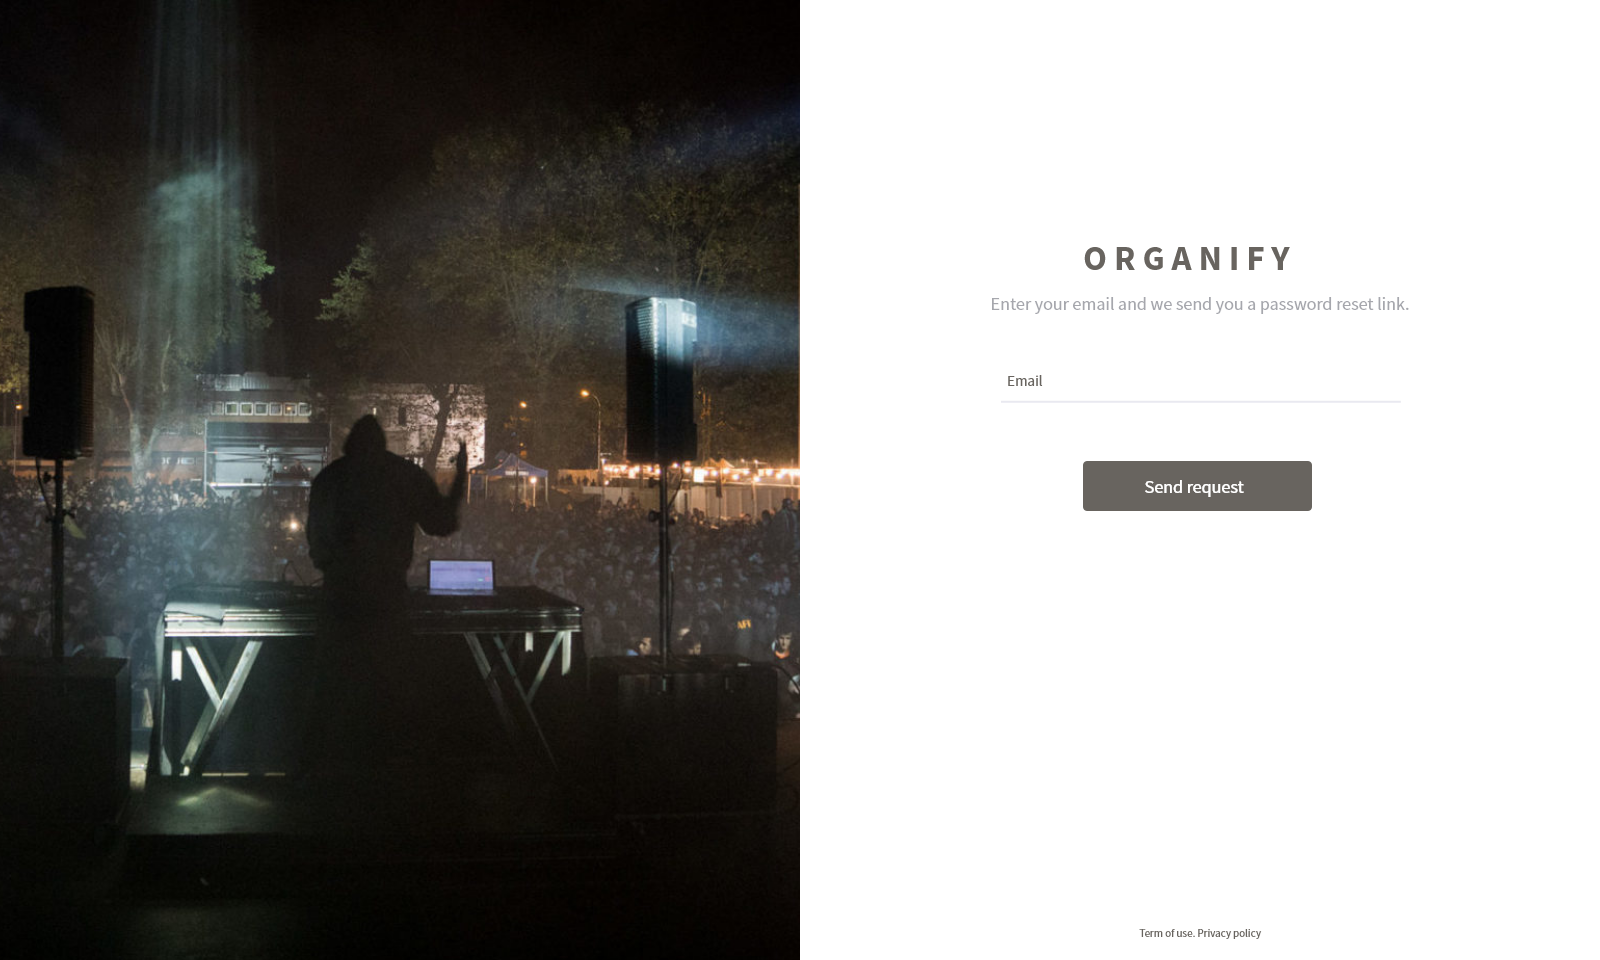 ORGANIFY
Enter your email and we send you a password reset link.
Email
Send request
Term of use. Privacy policy